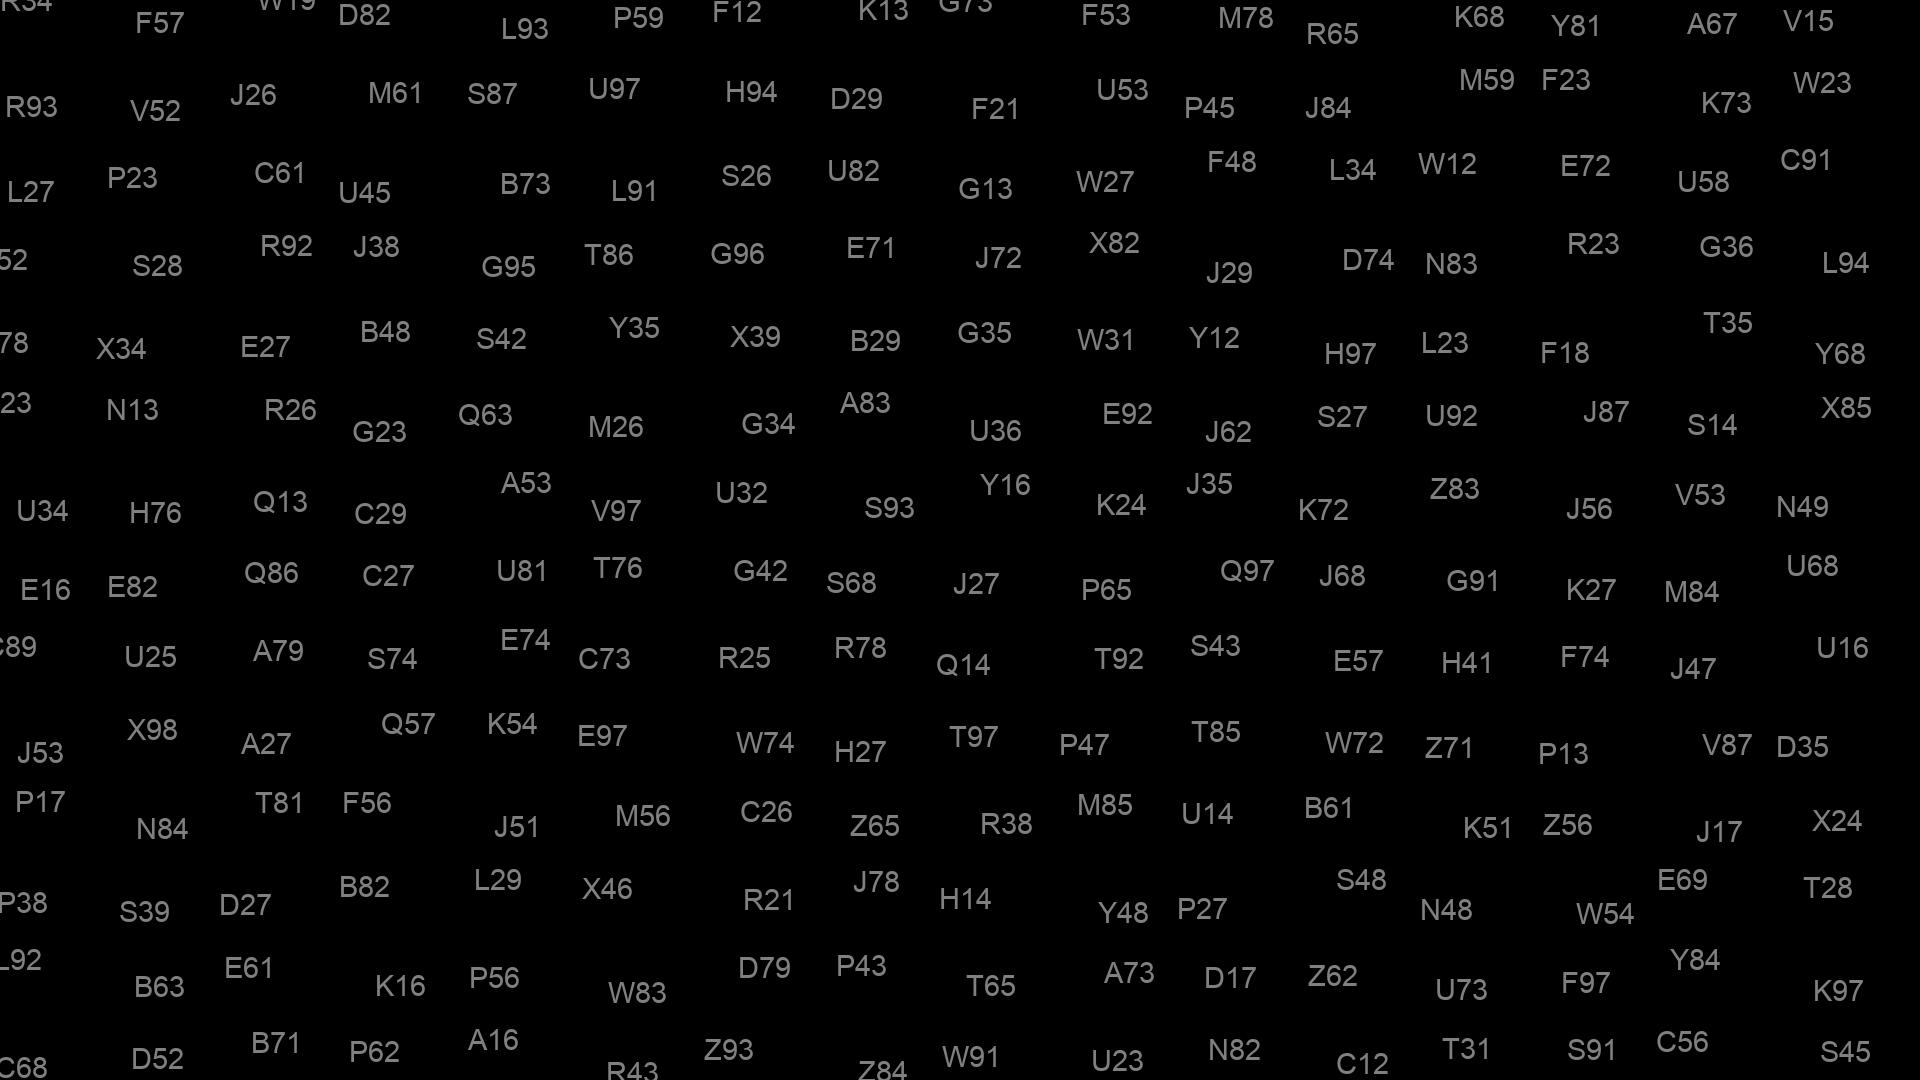 R34 F57 W19 D82 L93 P59 F12 K13 G73 F53 M78 R65 K68 Y81 A67 V15
R93 V52 J26 M61 S87 U97 H94 D29 F21 U53 P45 J84 M59 F23 K73 W23
L27 P23 C61 U45 B73 L91 S26 U82 G13 W27 F48 L34 W12 E72 U58 C91
52 S28 R92 J38 G95 T86 G96 E71 J72 X82 J29 D74 N83 R23 G36 L94
78 X34 E27 B48 S42 Y35 X39 B29 G35 W31 Y12 H97 L23 F18 T35 Y68
23 N13 R26 G23 Q63 M26 G34 A83 U36 E92 J62 S27 U92 J87 S14 X85
U34 H76 Q13 C29 A53 V97 U32 S93 Y16 K24 J35 K72 Z83 J56 V53 N49
E16 E82 Q86 C27 U81 T76 G42 S68 J27 P65 Q97 J68 G91 K27 M84 U68
89 U25 A79 S74 E74 C73 R25 R78 Q14 T92 S43 E57 H41 F74 J47 U16
J53 X98 A27 Q57 K54 E97 W74 H27 T97 P47 T85 W72 Z71 P13 V87 D35
P17 N84 T81 F56 J51 M56 C26 Z65 R38 M85 U14 B61 K51 Z56 J17 X24
P38 S39 D27 B82 L29 X46 R21 J78 H14 Y48 P27 S48 N48 W54 E69 T28
L92 B63 E61 K16 P56 W83 D79 P43 T65 A73 D17 Z62 U73 F97 Y84 K97
C68 D52 B71 P62 A16 R43 Z93 Z84 W91 U23 N82 C12 T31 S91 C56 S45